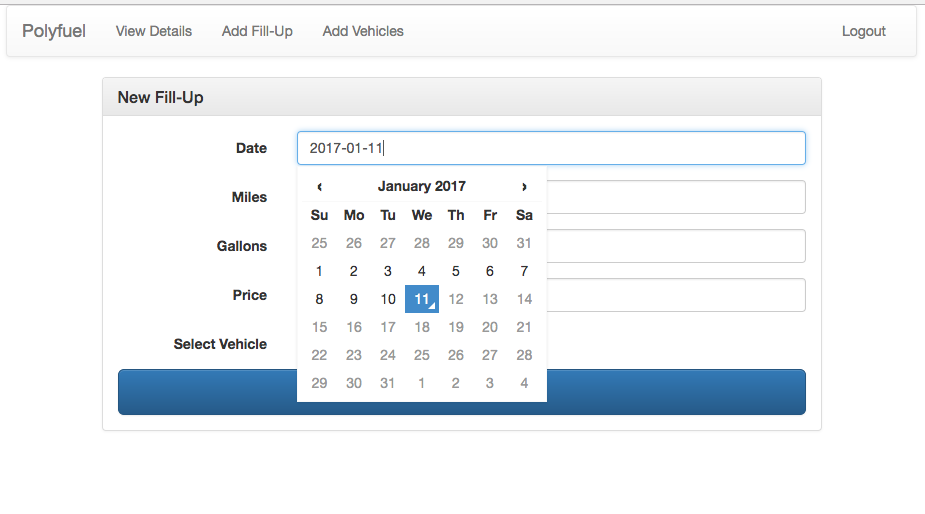 Polyfuel View Details Add Fill-Up Add Vehicles Logout
New Fill-Up
Date 2017-01-11
Miles
Gallons
Price
Select Vehicle
‹ January 2017 ›
Su Mo Tu We Th Fr Sa
25 26 27 28 29 30 31
1 2 3 4 5 6 7
8 9 10 11 12 13 14
15 16 17 18 19 20 21
22 23 24 25 26 27 28
29 30 31 1 2 3 4